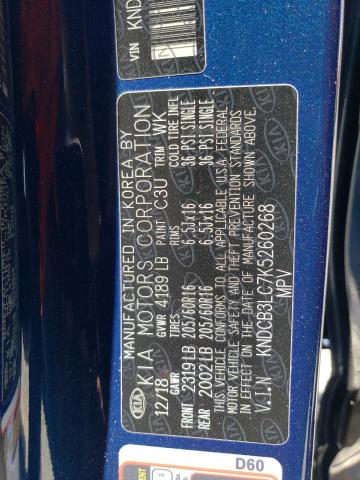 VIN KND
KIA
MANUFACTURED IN KOREA BY
KIA MOTORS CORPORATION
12/18 GVWR 4189 LB PAINT C3U TRIM WK
GAWR TIRES RIMS COLD TIRE INFL
FRONT 2319 LB 205/60R16 6.5Jx16 36 PSI SINGLE
REAR 2002 LB 205/60R16 6.5Jx16 36 PSI SINGLE
THIS VEHICLE CONFORMS TO ALL APPLICABLE U.S.A FEDERAL
MOTOR VEHICLE SAFETY AND THEFT PREVENTION STANDARDS
IN EFFECT ON THE DATE OF MANUFACTURE SHOWN ABOVE.
V.I.N KNDCB3LC7K5260268
MPV
D60